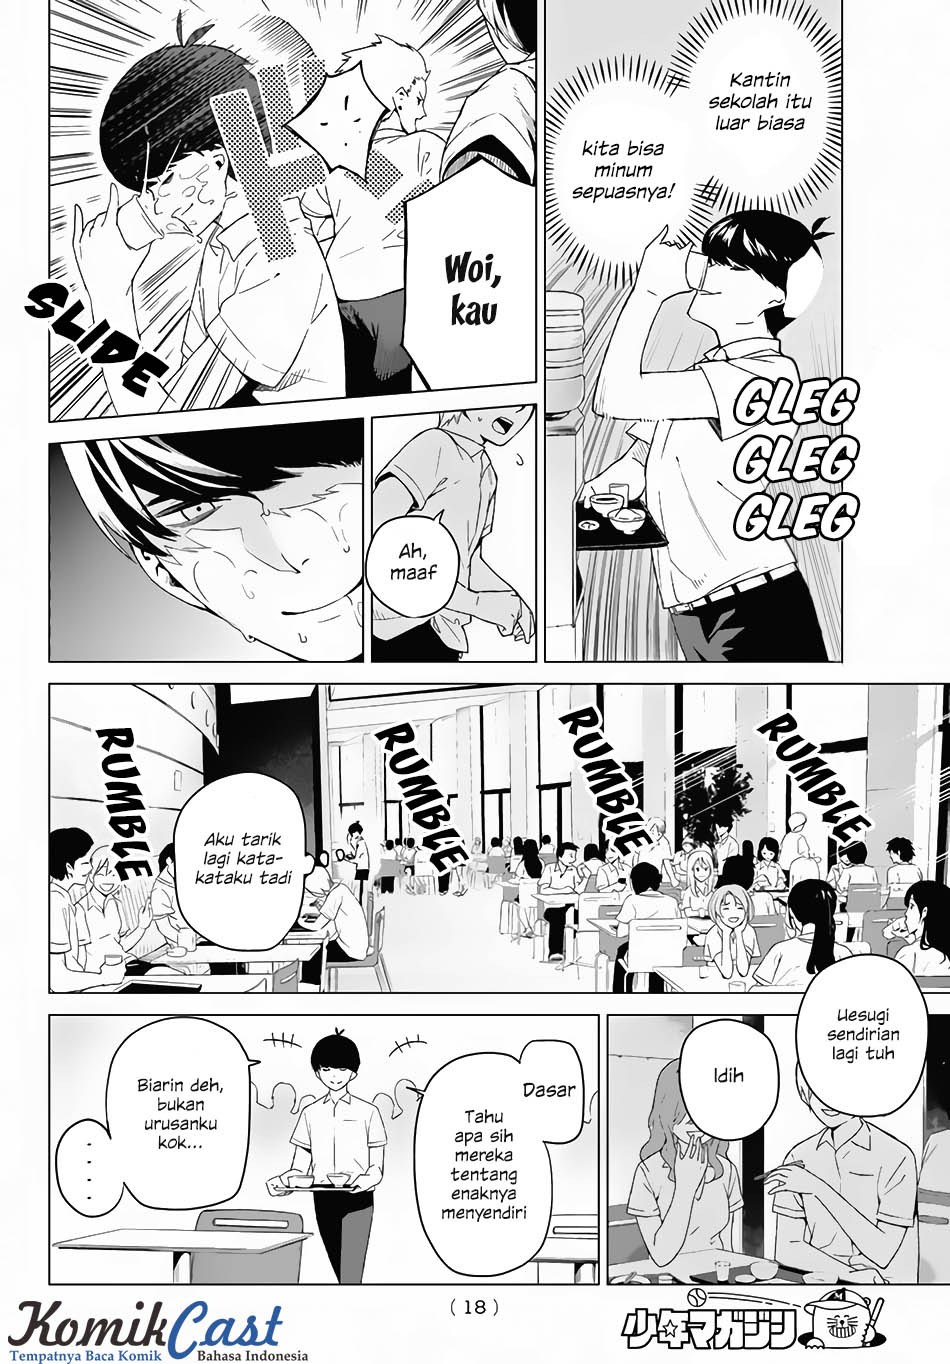 Kantin
sekolah itu
luar biasa
kita bisa
minum
sepuasnya!
GLEG
GLEG
GLEG
Woi,
kau
SLIDE
Ah,
maaf
RUMBLE
RUMBLE
RUMBLE
RUMBLE
Aku tarik
lagi kata-
kataku tadi
Uesugi
sendirian
lagi tuh
Idih
Dasar
Tahu
apa sih
mereka
tentang
enaknya
menyendiri
Biarin deh,
bukan
urusanku
kok...
.....
( 18 )
KomikCast
Tempatnya Baca Komik Bahasa Indonesia
少年マガジン
M